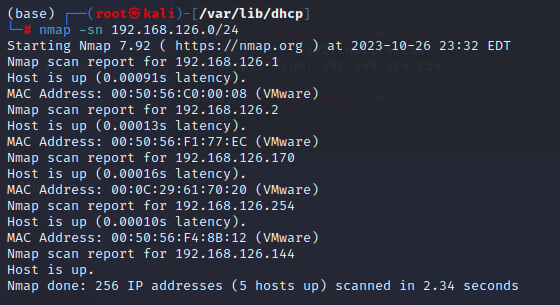 (base) ┌──(root㉿kali)-[/var/lib/dhcp]
└─# nmap -sn 192.168.126.0/24
Starting Nmap 7.92 ( https://nmap.org ) at 2023-10-26 23:32 EDT
Nmap scan report for 192.168.126.1
Host is up (0.00091s latency).
MAC Address: 00:50:56:C0:00:08 (VMware)
Nmap scan report for 192.168.126.2
Host is up (0.00013s latency).
MAC Address: 00:50:56:F1:77:EC (VMware)
Nmap scan report for 192.168.126.170
Host is up (0.00016s latency).
MAC Address: 00:0C:29:61:70:20 (VMware)
Nmap scan report for 192.168.126.254
Host is up (0.00010s latency).
MAC Address: 00:50:56:F4:8B:12 (VMware)
Nmap scan report for 192.168.126.144
Host is up.
Nmap done: 256 IP addresses (5 hosts up) scanned in 2.34 seconds